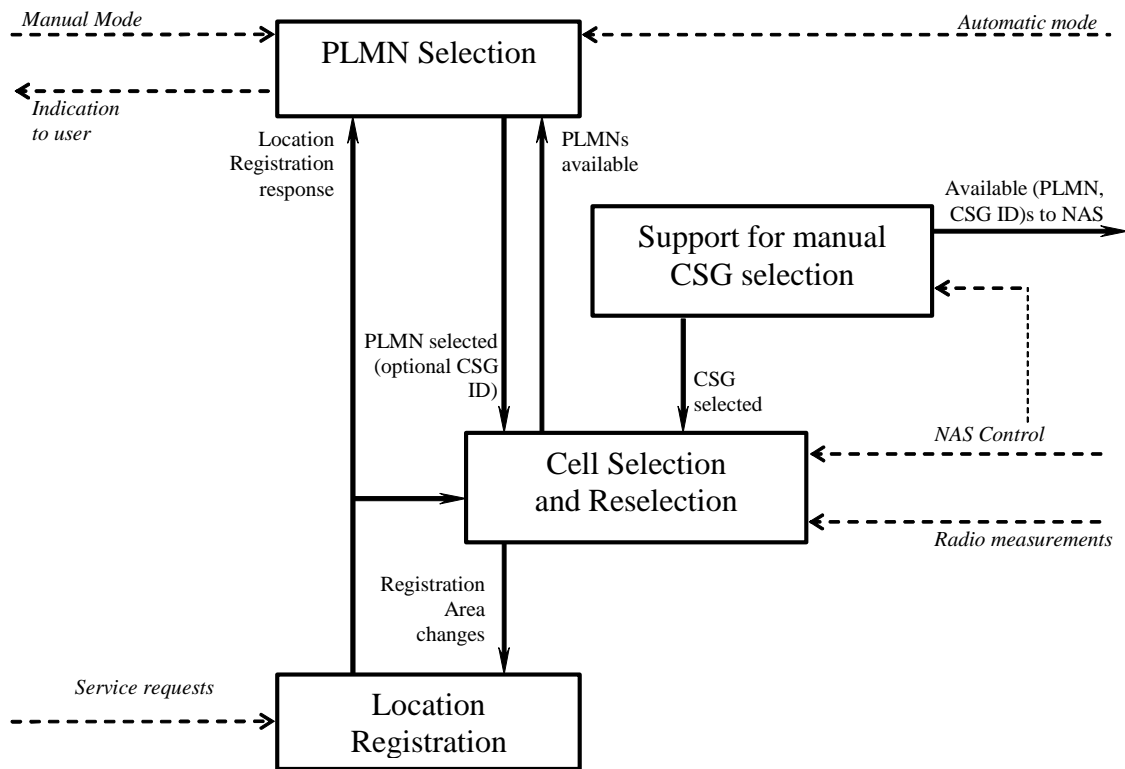 Manual Mode
Automatic mode
PLMN Selection
Indication
to user
Location
Registration
response
PLMNs
available
Available (PLMN,
CSG ID)s to NAS
Support for manual
CSG selection
PLMN selected
(optional CSG
ID)
CSG
selected
NAS Control
Cell Selection
and Reselection
Radio measurements
Registration
Area
changes
Service requests
Location
Registration